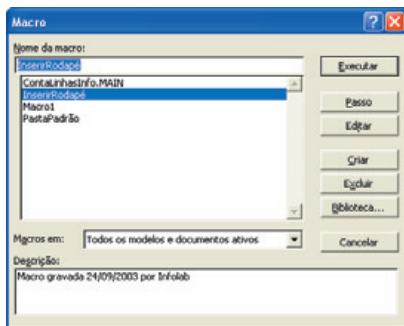 Macro
Nome da macro:
InserirRodapé
Executar
ContaLinhasInfo.MAIN
InserirRodapé
Macro1
PastaPadrão
Passo
Editar
Criar
Excluir
Biblioteca...
Macros em: Todos os modelos e documentos ativos
Cancelar
Descrição:
Macro gravada 24/09/2003 por Infolab